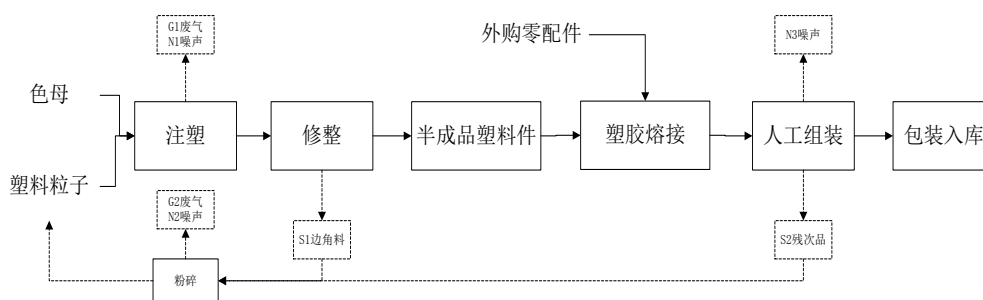 G1废气
N1噪声
外购零配件
N3噪声
色母
注塑
修整
半成品塑料件
塑胶熔接
人工组装
包装入库
塑料粒子
G2废气
N2噪声
S1边角料
S2残次品
粉碎